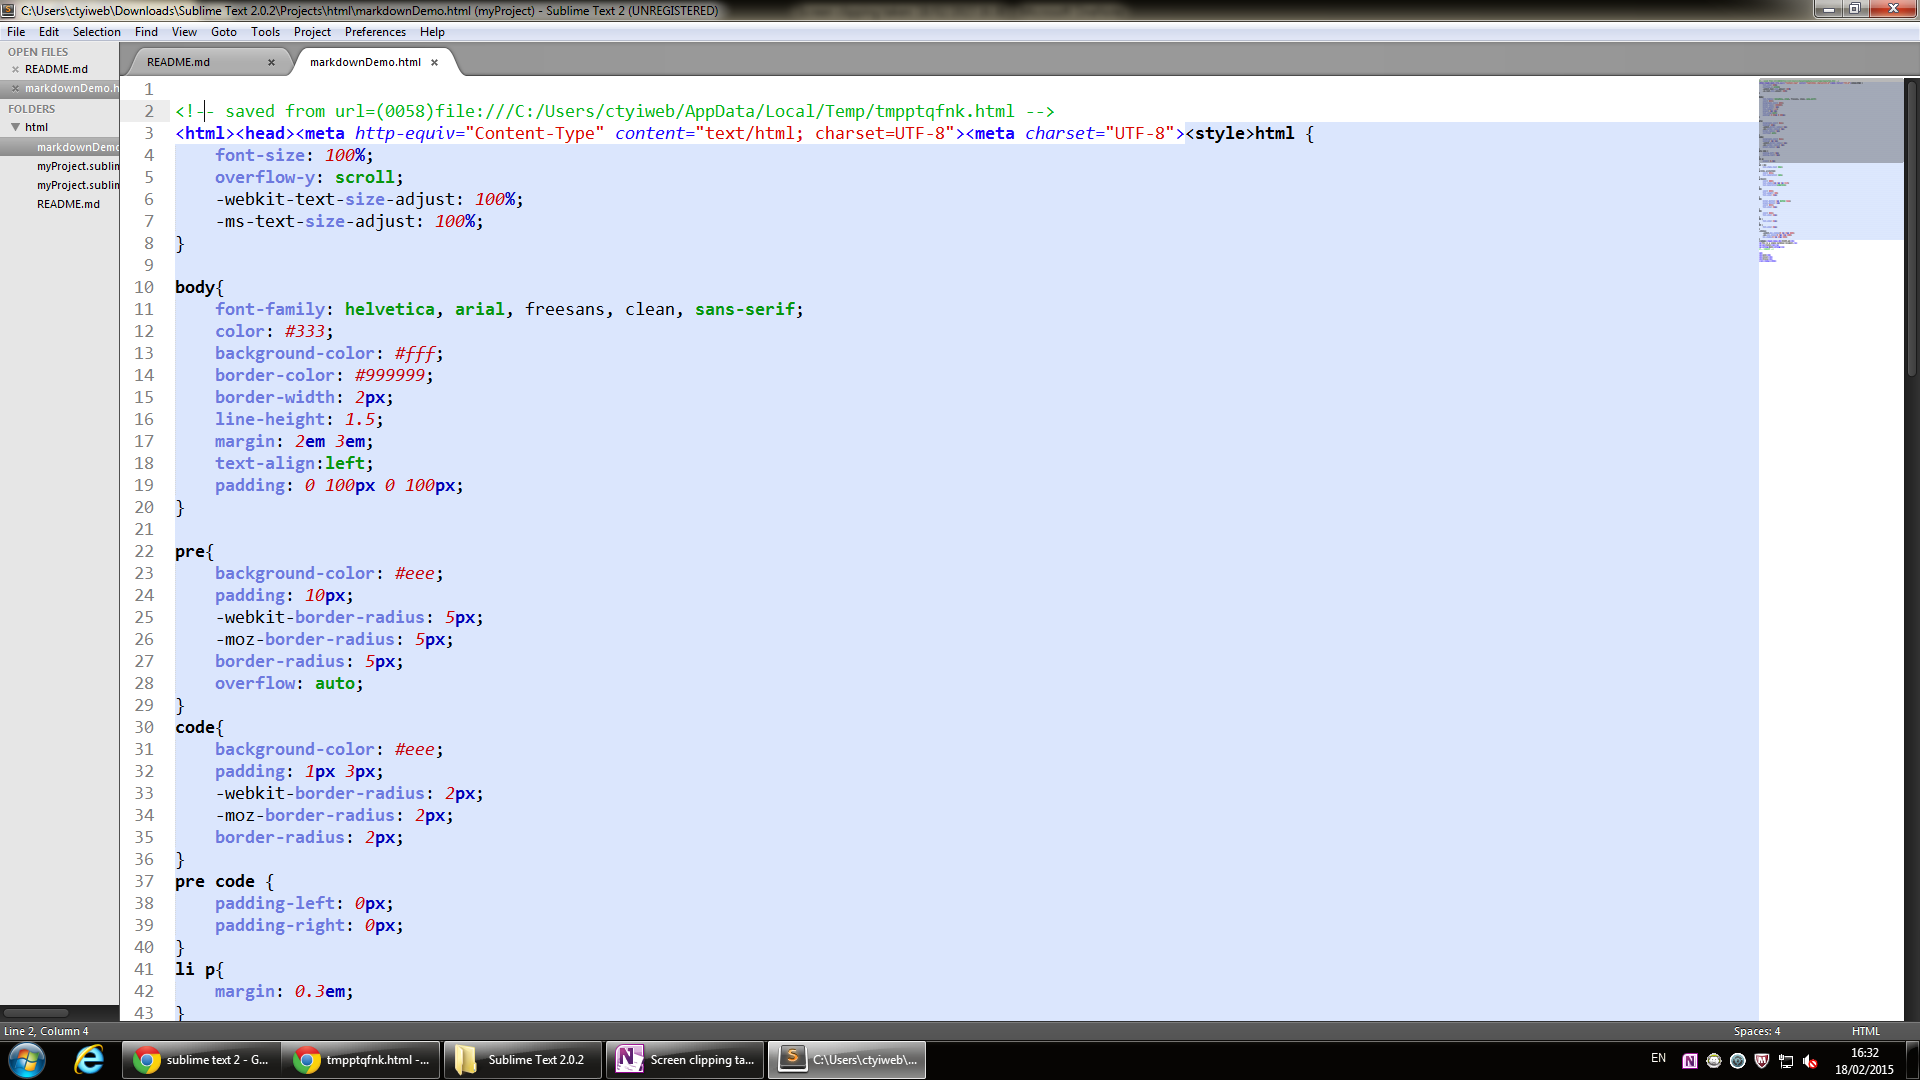 C:\Users\ctyiweb\Downloads\Sublime Text 2.0.2\Projects\html\markdownDemo.html (myProject) - Sublime Text 2 (UNREGISTERED)
File Edit Selection Find View Goto Tools Project Preferences Help
OPEN FILES
README.md
markdownDemo.h
FOLDERS
html
markdownDemo
myProject.sublim
myProject.sublim
README.md
README.md × markdownDemo.html ×
1
2 <!-- saved from url=(0058)file:///C:/Users/ctyiweb/AppData/Local/Temp/tmpptqfnk.html -->
3 <html><head><meta http-equiv="Content-Type" content="text/html; charset=UTF-8"><meta charset="UTF-8"><style>html {
4 font-size: 100%;
5 overflow-y: scroll;
6 -webkit-text-size-adjust: 100%;
7 -ms-text-size-adjust: 100%;
8 }
9
10 body{
11 font-family: helvetica, arial, freesans, clean, sans-serif;
12 color: #333;
13 background-color: #fff;
14 border-color: #999999;
15 border-width: 2px;
16 line-height: 1.5;
17 margin: 2em 3em;
18 text-align:left;
19 padding: 0 100px 0 100px;
20 }
21
22 pre{
23 background-color: #eee;
24 padding: 10px;
25 -webkit-border-radius: 5px;
26 -moz-border-radius: 5px;
27 border-radius: 5px;
28 overflow: auto;
29 }
30 code{
31 background-color: #eee;
32 padding: 1px 3px;
33 -webkit-border-radius: 2px;
34 -moz-border-radius: 2px;
35 border-radius: 2px;
36 }
37 pre code {
38 padding-left: 0px;
39 padding-right: 0px;
40 }
41 li p{
42 margin: 0.3em;
43 }
Line 2, Column 4 Spaces: 4 HTML
sublime text 2 - G... tmpptqfnk.html -... Sublime Text 2.0.2 Screen clipping ta... C:\Users\ctyiweb\... EN 16:32
18/02/2015